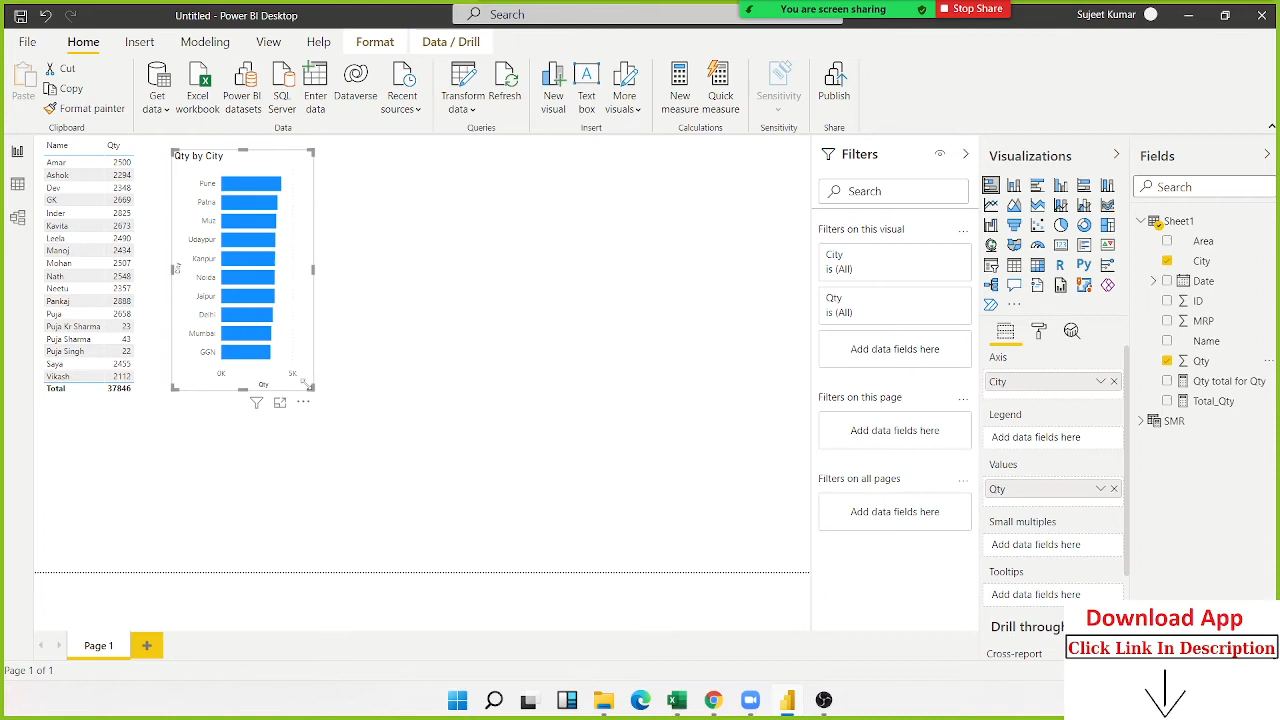 Untitled - Power BI Desktop
Search
You are screen sharing
Stop Share
Sujeet Kumar
File
Home
Insert
Modeling
View
Help
Format
Data / Drill
Paste
Cut
Copy
Format painter
Clipboard
Get data
Excel workbook
Power BI datasets
SQL Server
Enter data
Dataverse
Recent sources
Data
Transform data
Refresh
Queries
New visual
Text box
More visuals
Insert
New measure
Quick measure
Calculations
Sensitivity
Sensitivity
Publish
Share
Name Qty
Amar 2500
Ashok 2294
Dev 2348
GK 2669
Inder 2825
Kavita 2673
Leela 2490
Manoj 2434
Mohan 2507
Nath 2548
Neetu 2357
Pankaj 2888
Puja 2658
Puja Kr Sharma 23
Puja Sharma 43
Puja Singh 22
Saya 2455
Vikash 2112
Total 37846
Qty by City
City
Pune
Patna
Muz
Udaypur
Kanpur
Noida
Jaipur
Delhi
Mumbai
GGN
0K 5K
Qty
Filters
Search
Filters on this visual
City
is (All)
Qty
is (All)
Add data fields here
Filters on this page
Add data fields here
Filters on all pages
Add data fields here
Visualizations
R
Py
123
Axis
City
Legend
Add data fields here
Values
Qty
Small multiples
Add data fields here
Tooltips
Add data fields here
Drill throug
Cross-report
Fields
Search
Sheet1
Area
City
Date
ID
MRP
Name
Qty
Qty total for Qty
Total_Qty
SMR
Page 1
Page 1 of 1
Download App
Click Link In Description